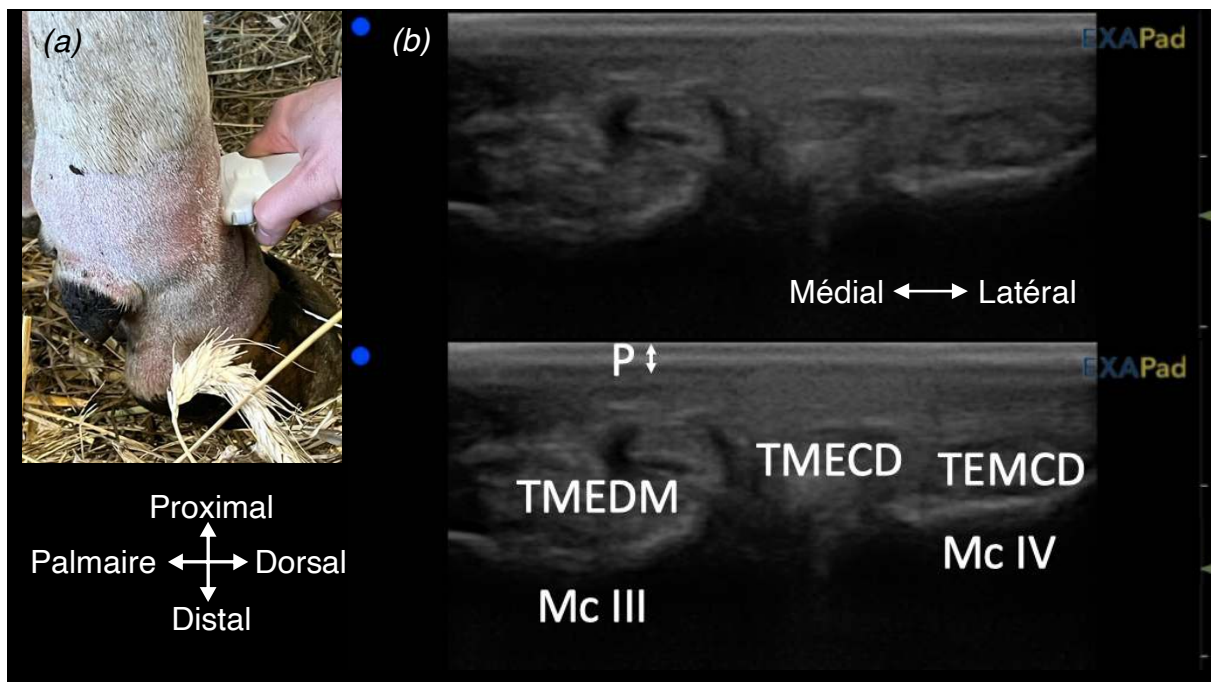 (a)
(b)
EXAPad
Médial
Latéral
P
EXAPad
TMECD
TEMCD
TMEDM
Mc IV
Mc III
Proximal
Palmaire
Dorsal
Distal